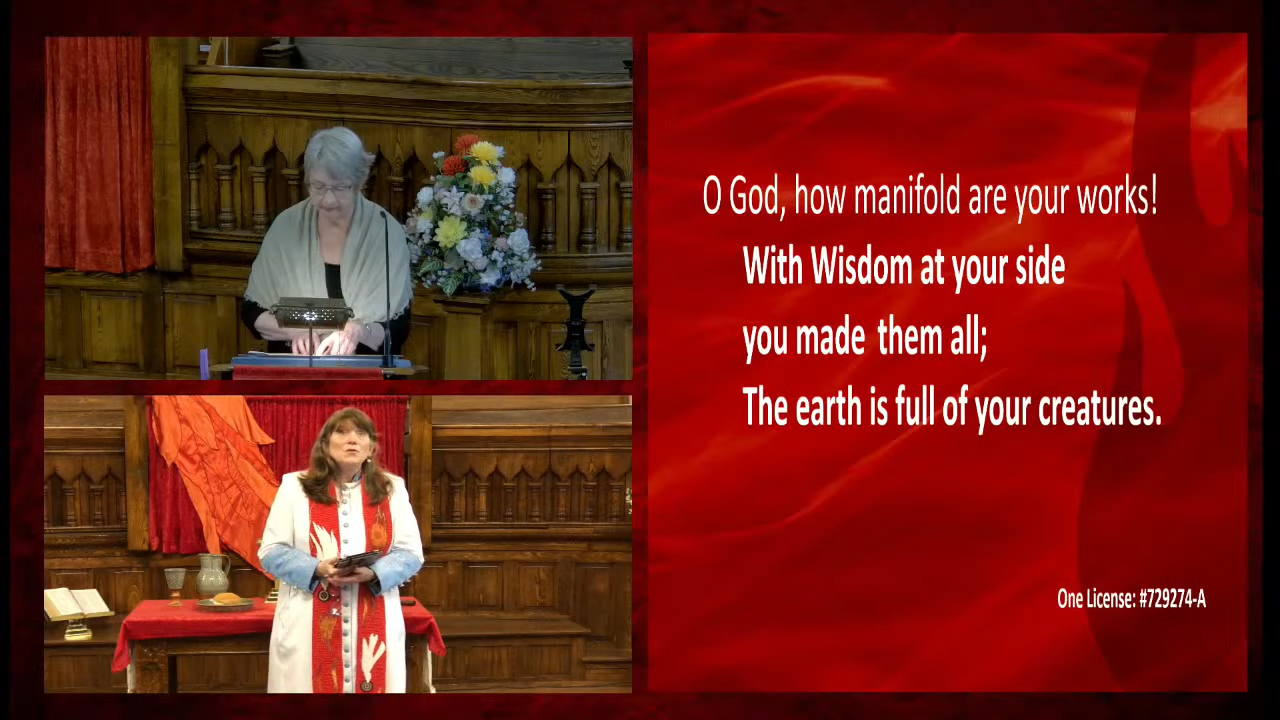 O God, how manifold are your works!
With Wisdom at your side
you made them all;
The earth is full of your creatures.
One License: #729274-A